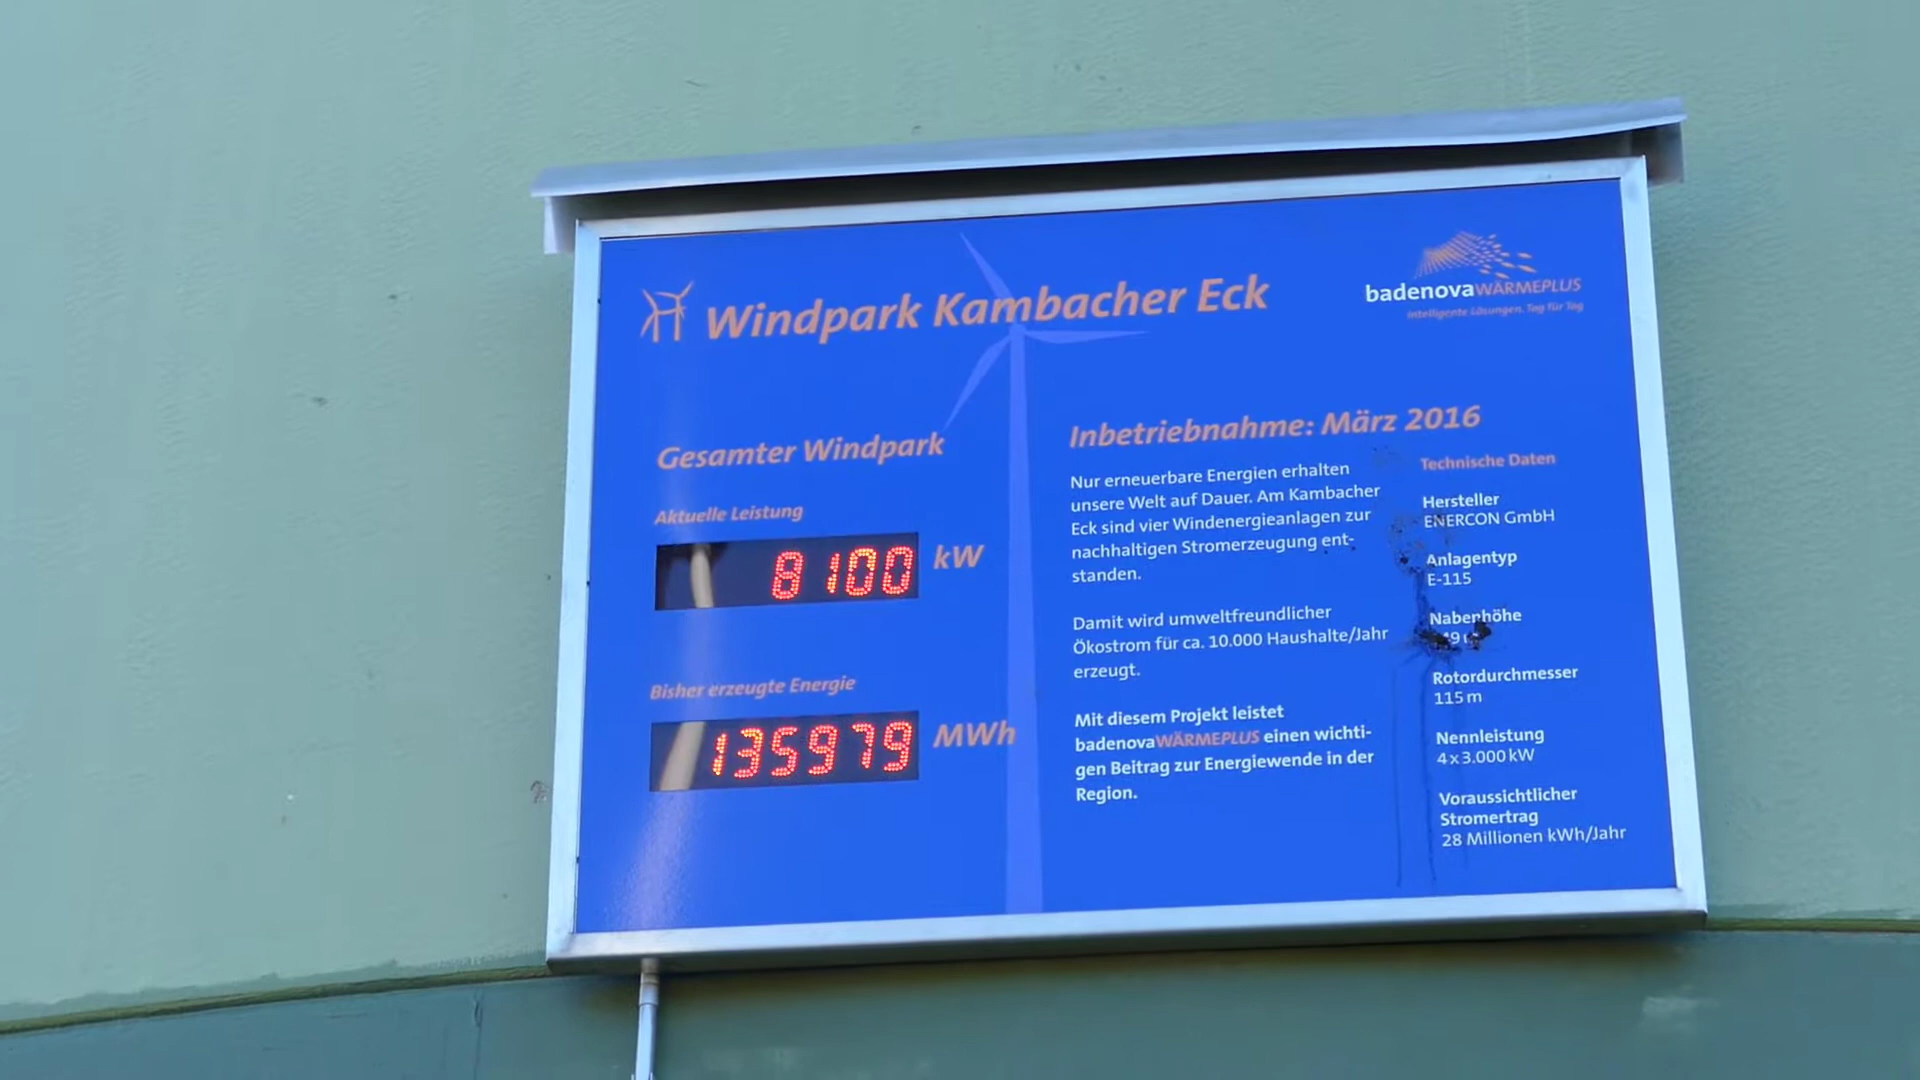 Windpark Kambacher Eck
badenovaWÄRMEPLUS
Intelligente Lösungen. Tag für Tag
Gesamter Windpark
Aktuelle Leistung
8100 kW
Bisher erzeugte Energie
135979 MWh
Inbetriebnahme: März 2016
Nur erneuerbare Energien erhalten
unsere Welt auf Dauer. Am Kambacher
Eck sind vier Windenergieanlagen zur
nachhaltigen Stromerzeugung ent-
standen.
Damit wird umweltfreundlicher
Ökostrom für ca. 10.000 Haushalte/Jahr
erzeugt.
Mit diesem Projekt leistet
badenovaWÄRMEPLUS einen wichti-
gen Beitrag zur Energiewende in der
Region.
Technische Daten
Hersteller
ENERCON GmbH
Anlagentyp
E-115
Nabenhöhe
Rotordurchmesser
115 m
Nennleistung
4 x 3.000 kW
Voraussichtlicher
Stromertrag
28 Millionen kWh/Jahr